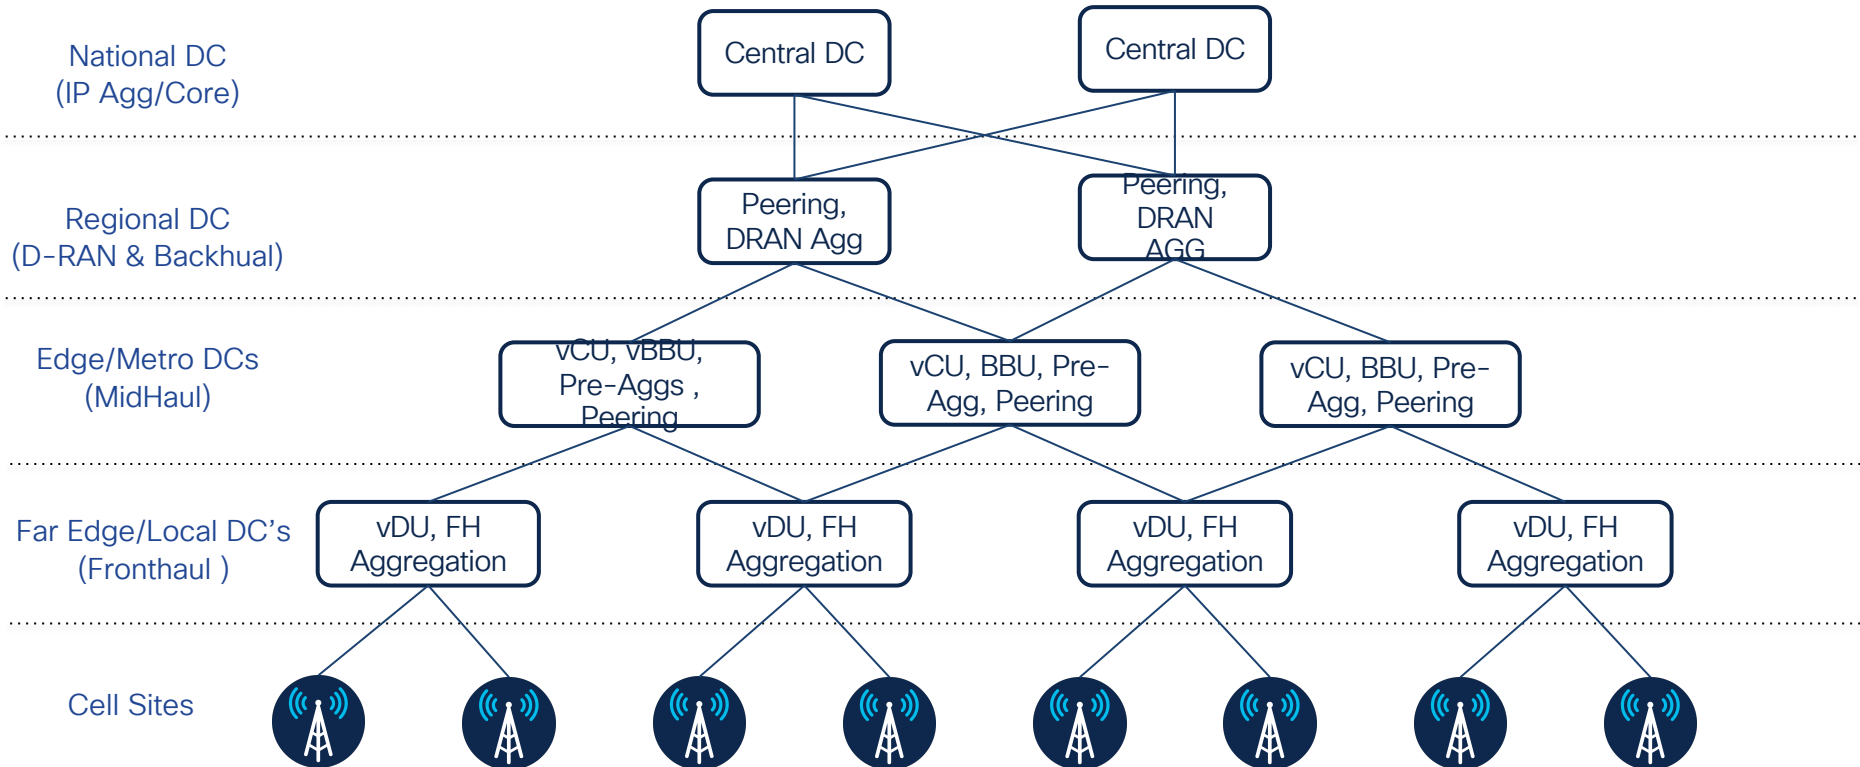 National DC
(IP Agg/Core)
Central DC
Central DC
Regional DC
(D-RAN & Backhual)
Peering,
DRAN Agg
Peering,
DRAN
AGG
Edge/Metro DCs
(MidHaul)
vCU, vBBU,
Pre-Aggs ,
Peering
vCU, BBU, Pre-
Agg, Peering
vCU, BBU, Pre-
Agg, Peering
Far Edge/Local DC’s
(Fronthaul )
vDU, FH
Aggregation
vDU, FH
Aggregation
vDU, FH
Aggregation
vDU, FH
Aggregation
Cell Sites